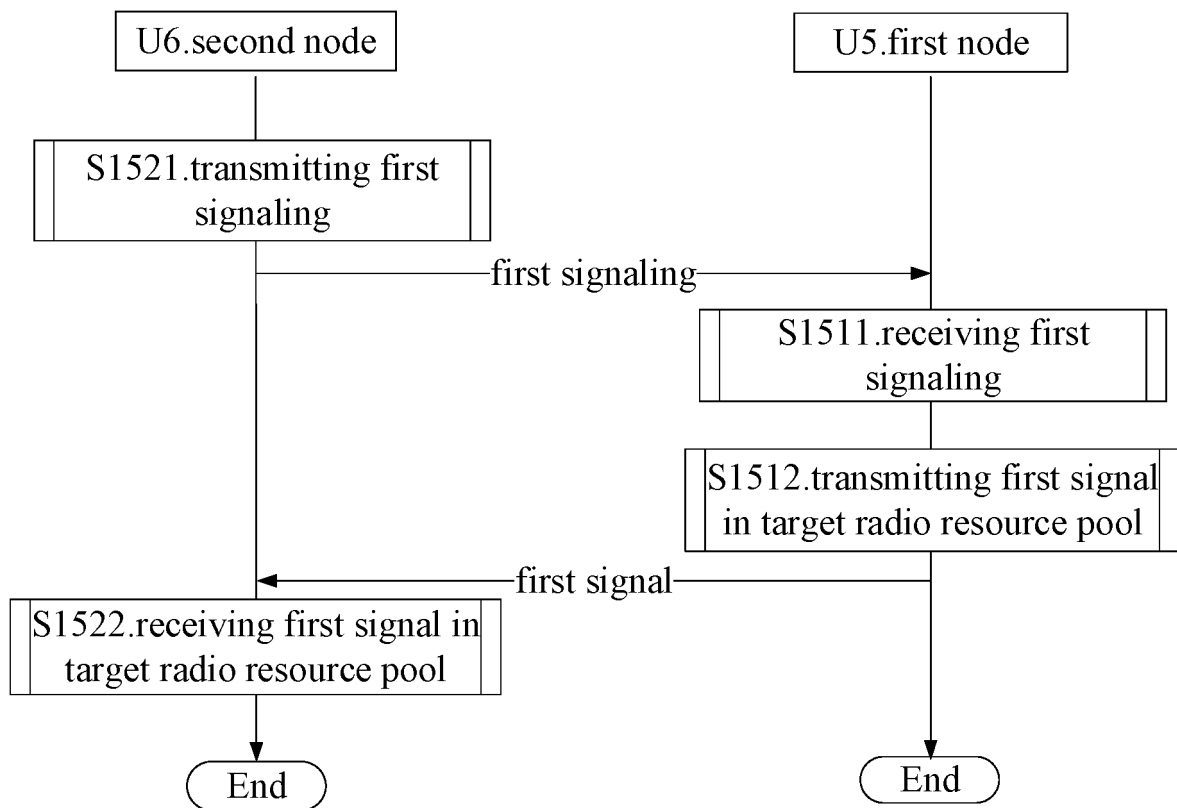 U6.second node
U5.first node
S1521.transmitting first
signaling
first signaling
S1511.receiving first
signaling
S1512.transmitting first signal
in target radio resource pool
first signal
S1522.receiving first signal in
target radio resource pool
End
End